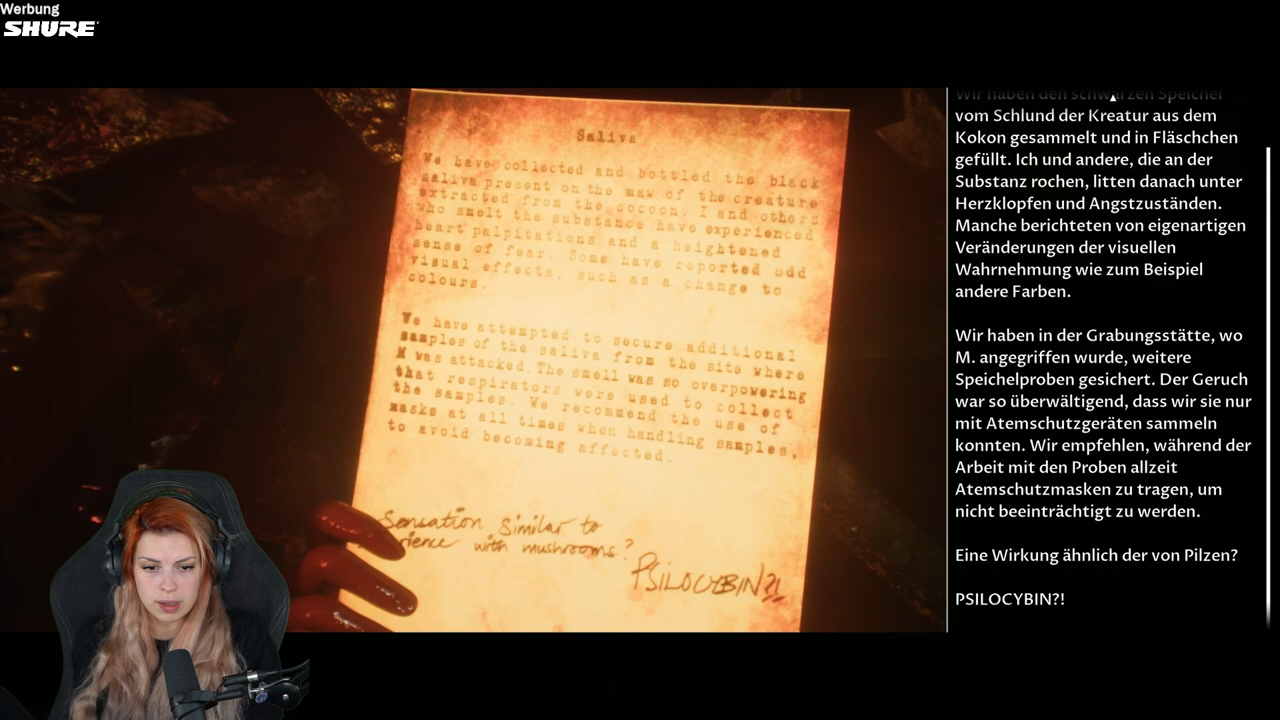 Werbung
SHURE
Saliva
We have collected and bottled the black
saliva present on the maw of the creature
extracted from the cocoon. I and others
who smelt the substance have experienced
heart palpitations and a heightened
sense of fear. Some have reported odd
visual effects, such as a change to
colours.
We have attempted to secure additional
samples of the saliva from the site where
M was attacked. The smell was so overpowering
that respirators were used to collect
the samples. We recommend the use of
masks at all times when handling samples,
to avoid becoming affected.
Sensation similar to
rience with mushrooms?
PSILOCYBIN?!
Wir haben den schwarzen Speichel
vom Schlund der Kreatur aus dem
Kokon gesammelt und in Fläschchen
gefüllt. Ich und andere, die an der
Substanz rochen, litten danach unter
Herzklopfen und Angstzuständen.
Manche berichteten von eigenartigen
Veränderungen der visuellen
Wahrnehmung wie zum Beispiel
andere Farben.
Wir haben in der Grabungsstätte, wo
M. angegriffen wurde, weitere
Speichelproben gesichert. Der Geruch
war so überwältigend, dass wir sie nur
mit Atemschutzgeräten sammeln
konnten. Wir empfehlen, während der
Arbeit mit den Proben allzeit
Atemschutzmasken zu tragen, um
nicht beeinträchtigt zu werden.
Eine Wirkung ähnlich der von Pilzen?
PSILOCYBIN?!